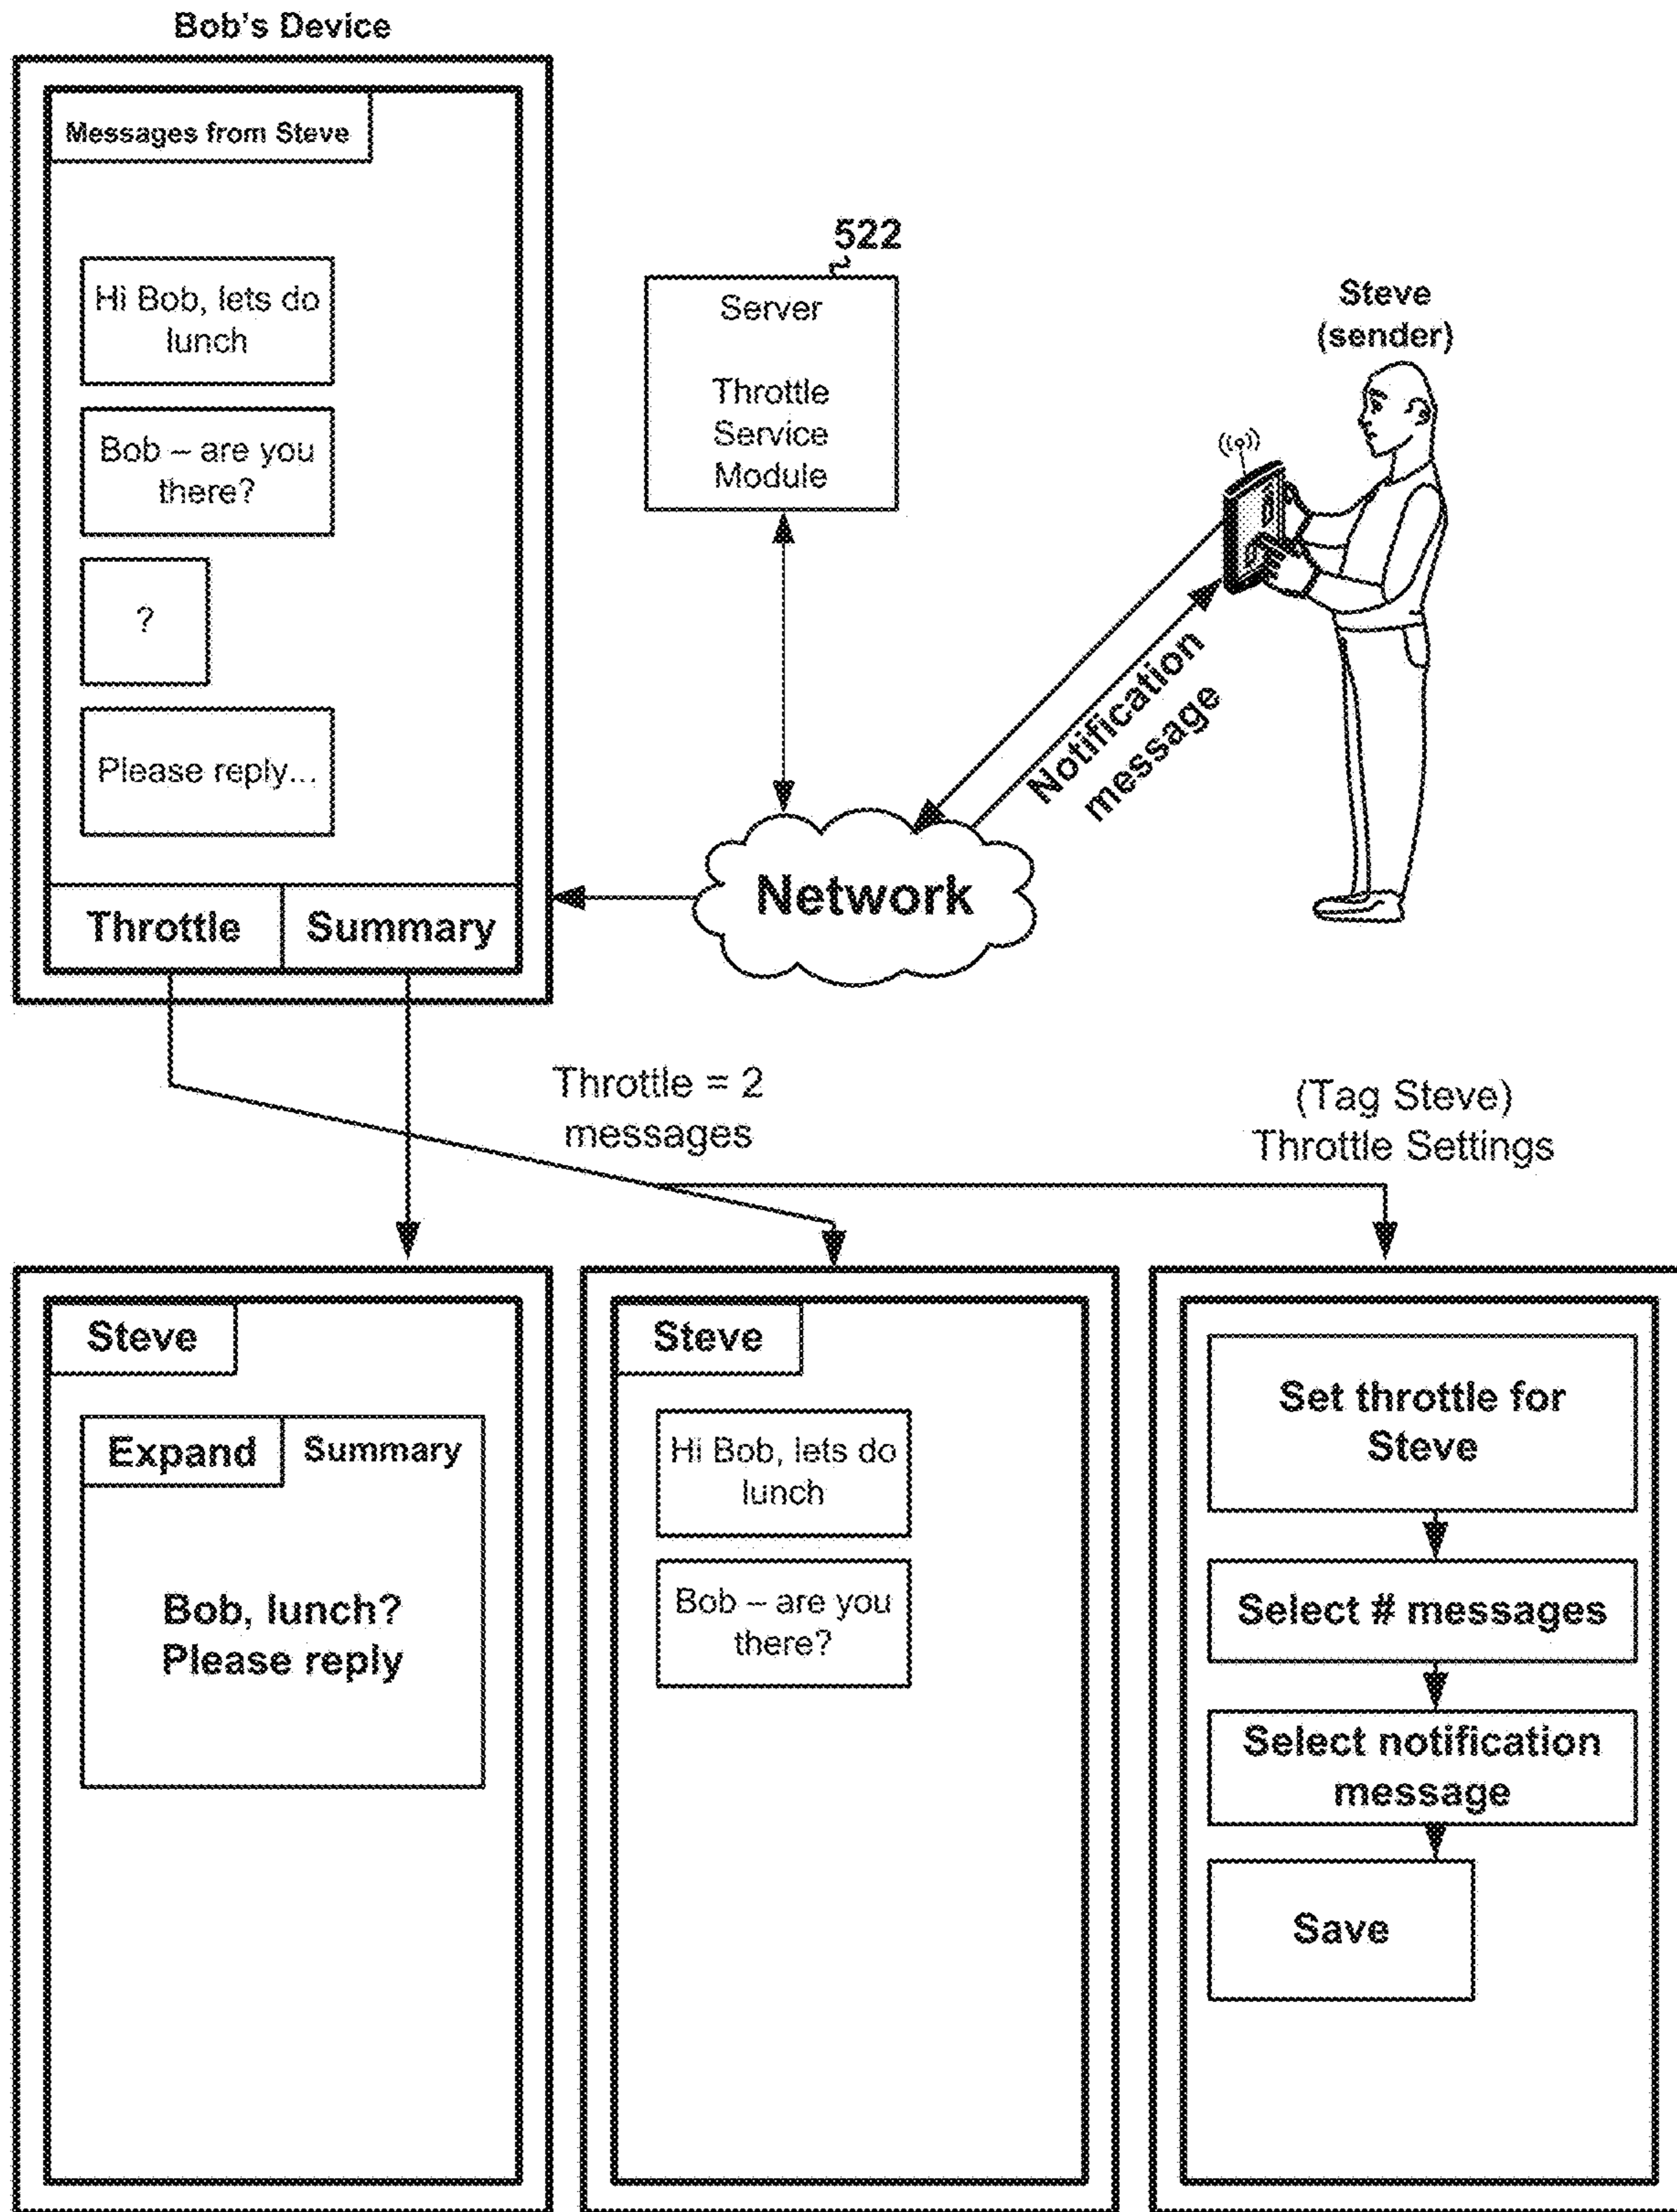 Bob's Device
Messages from Steve
Hi Bob, lets do
lunch
Bob – are you
there?
?
Please reply...
Throttle
Summary
522
Server
Throttle
Service
Module
Steve
(sender)
Notification
message
Network
Throttle = 2
messages
(Tag Steve)
Throttle Settings
Steve
Expand
Summary
Bob, lunch?
Please reply
Steve
Hi Bob, lets do
lunch
Bob – are you
there?
Set throttle for
Steve
Select # messages
Select notification
message
Save